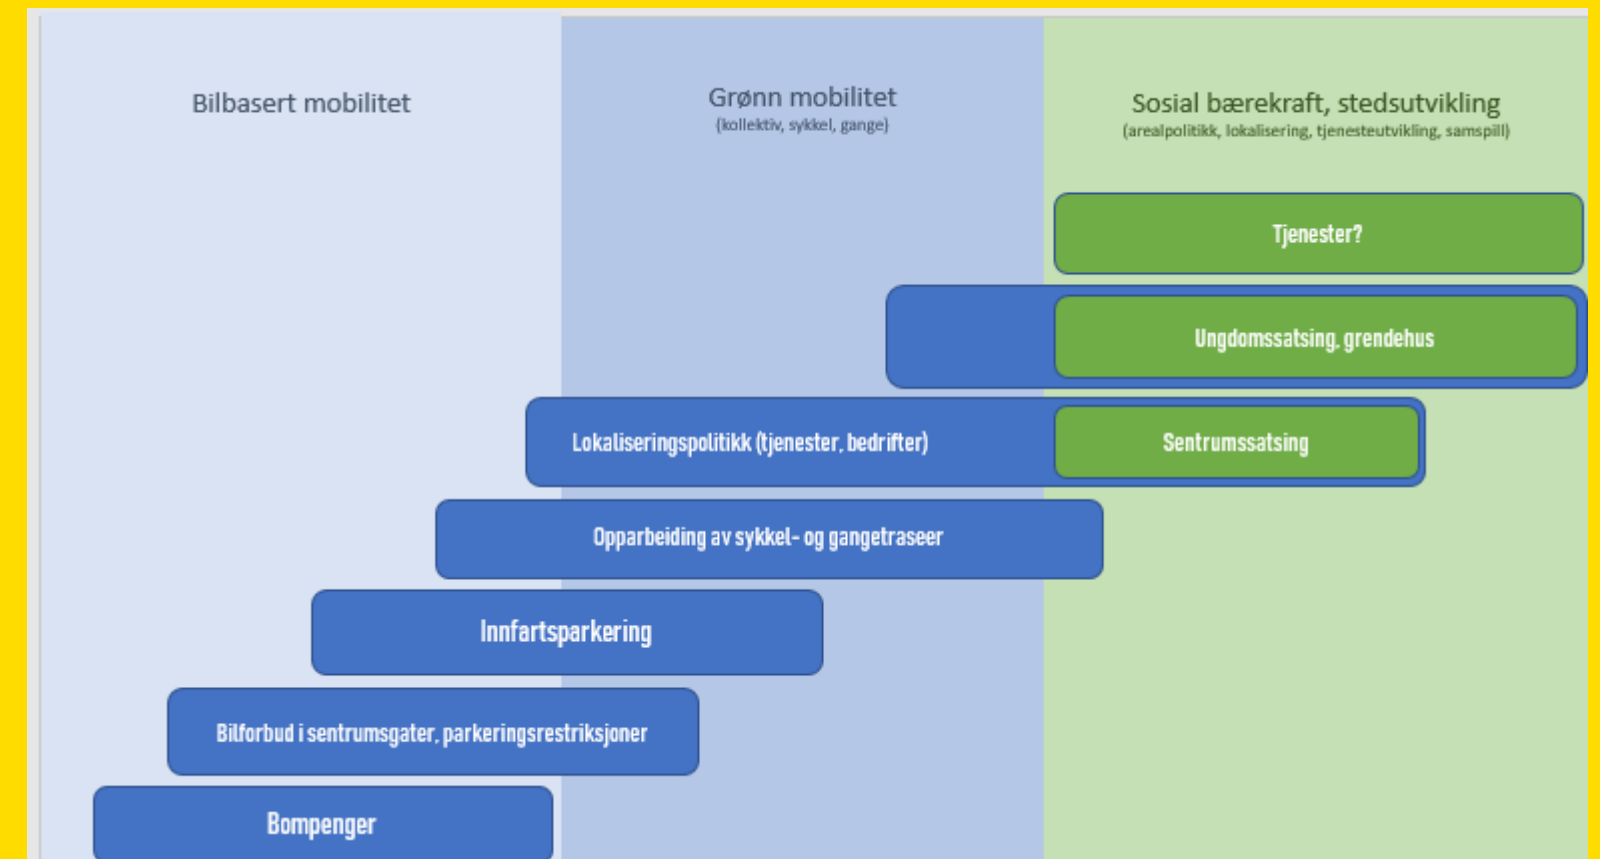 Bilbasert mobilitet
Grønn mobilitet
(kollektiv, sykkel, gange)
Sosial bærekraft, stedsutvikling
(arealpolitikk, lokalisering, tjenesteutvikling, samspill)
Tjenester?
Ungdomssatsing, grendehus
Lokaliseringspolitikk (tjenester, bedrifter)
Sentrumssatsing
Opparbeiding av sykkel- og gangetraseer
Innfartsparkering
Bilforbud i sentrumsgater, parkeringsrestriksjoner
Bompenger